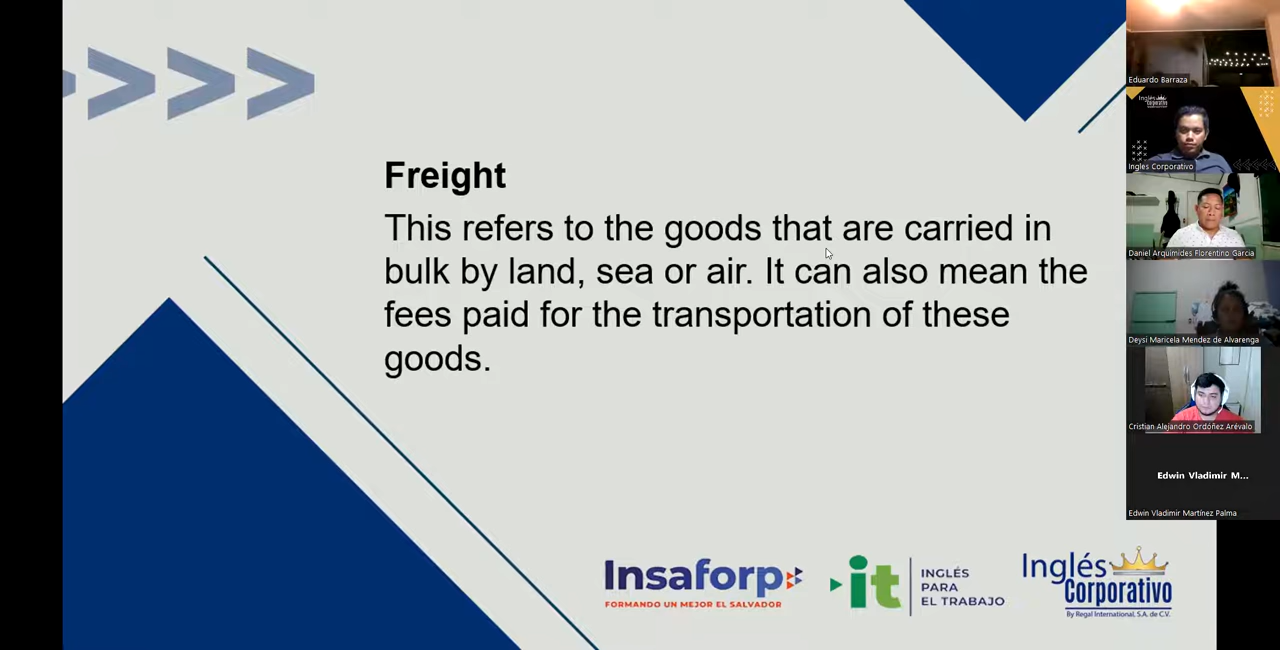 Freight
This refers to the goods that are carried in
bulk by land, sea or air. It can also mean the
fees paid for the transportation of these
goods.
Insaforp
FORMANDO UN MEJOR EL SALVADOR
it
INGLÉS
PARA
EL TRABAJO
Inglés
Corporativo
By Regal International, S.A. de C.V.
Eduardo Barraza
Inglés
Corporativo
Ingles Corporativo
Daniel Arquímides Florentino Garcia
Deysi Maricela Mendez de Alvarenga
Cristian Alejandro Ordóñez Arévalo
Edwin Vladimir M...
Edwin Vladimir Martínez Palma